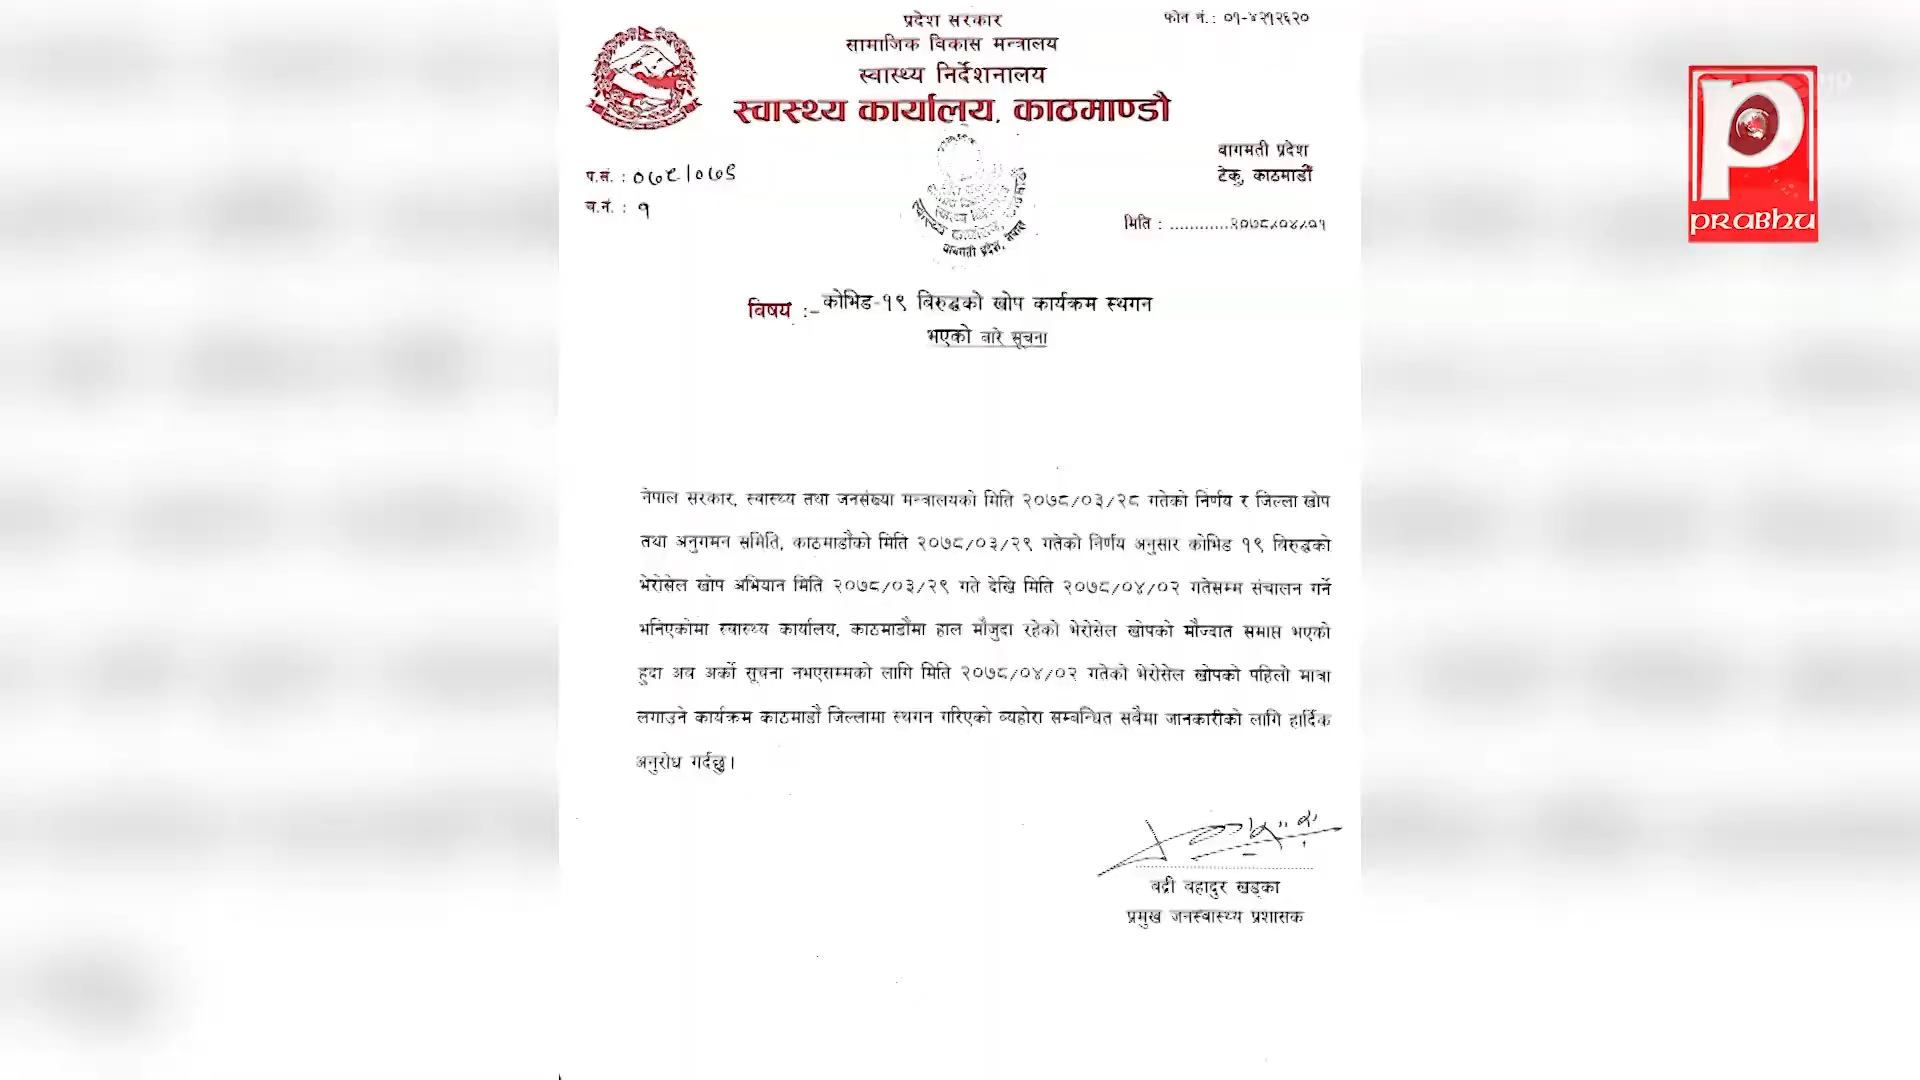 प्रदेश सरकार
फोन नं.: ०१-४२१२६२०
सामाजिक विकास मन्त्रालय
स्वास्थ्य निर्देशनालय
स्वास्थ्य कार्यालय, काठमाण्डौ
बागमती प्रदेश
टेकु, काठमाडौं
प.सं. : ०७८/०७९
च.नं. : १
मिति : ............२०७८/०४/०१
बागमती प्रदेश, नेपाल
विषय :- कोभिड-१९ बिरुद्धको खोप कार्यक्रम स्थगन
भएको बारे सूचना
नेपाल सरकार, स्वास्थ्य तथा जनसंख्या मन्त्रालयको मिति २०७८/०३/२८ गतेको निर्णय र जिल्ला खोप
तथा अनुगमन समिति, काठमाडौंको मिति २०७८/०३/२९ गतेको निर्णय अनुसार कोभिड १९ बिरुद्धको
भेरोसेल खोप अभियान मिति २०७८/०३/२९ गते देखि मिति २०७८/०४/०२ गतेसम्म संचालन गर्ने
भनिएकोमा स्वास्थ्य कार्यालय, काठमाडौंमा हाल मौजुदा रहेको भेरोसेल खोपको मौज्दात समाप्त भएको
हुदा अब अर्को सूचना नभएसम्मको लागि मिति २०७८/०४/०२ गतेको भेरोसेल खोपको पहिलो मात्रा
लगाउने कार्यक्रम काठमाडौं जिल्लामा स्थगन गरिएको व्यहोरा सम्बन्धित सबैमा जानकारीको लागि हार्दिक
अनुरोध गर्दछु।
बद्री बहादुर खड्का
प्रमुख जनस्वास्थ्य प्रशासक
PRABHU